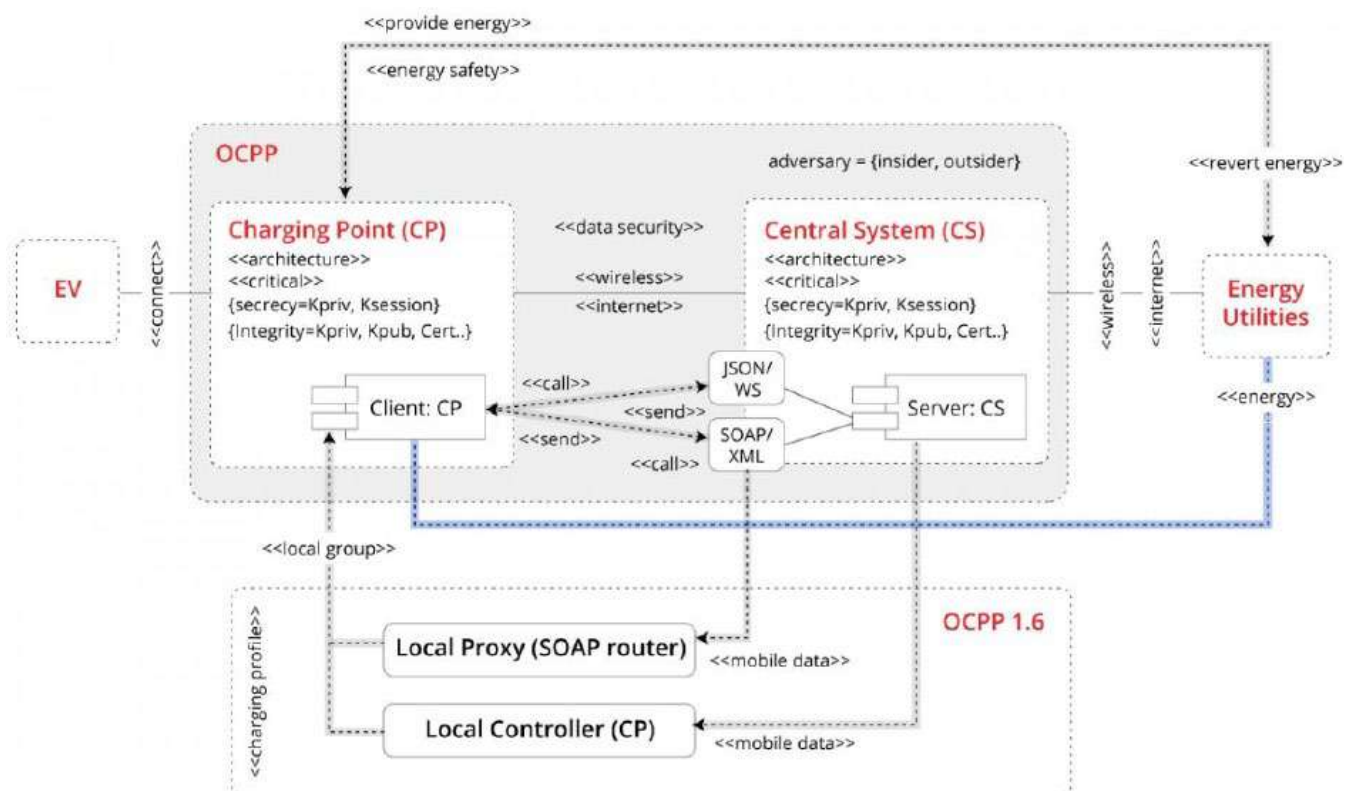 <<provide energy>>
<<energy safety>>
OCPP
adversary = {insider, outsider}
<<revert energy>>
Charging Point (CP)
<<architecture>>
<<critical>>
{secrecy=Kpriv, Ksession}
{Integrity=Kpriv, Kpub, Cert..}
<<data security>>
<<wireless>>
<<internet>>
Central System (CS)
<<architecture>>
<<critical>>
{secrecy=Kpriv, Ksession}
{Integrity=Kpriv, Kpub, Cert..}
EV
<<connect>>
<<wireless>>
<<internet>>
Energy
Utilities
Client: CP
<<call>>
<<send>>
<<send>>
<<call>>
JSON/
WS
SOAP/
XML
Server: CS
<<energy>>
<<local group>>
<<charging profile>>
OCPP 1.6
Local Proxy (SOAP router)
<<mobile data>>
Local Controller (CP)
<<mobile data>>